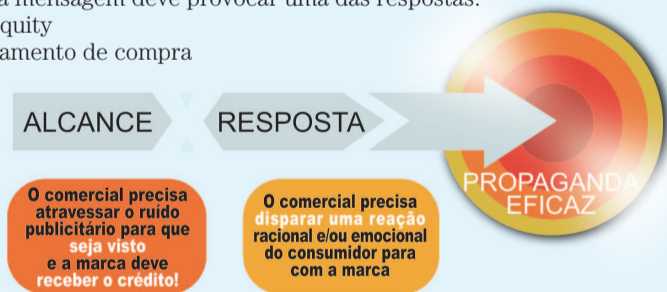 a mensagem deve provocar uma das respostas:
quity
amento de compra
ALCANCE
RESPOSTA
PROPAGANDA
EFICAZ
O comercial precisa
atravessar o ruído
publicitário para que
seja visto
e a marca deve
receber o crédito!
O comercial precisa
disparar uma reação
racional e/ou emocional
do consumidor para
com a marca